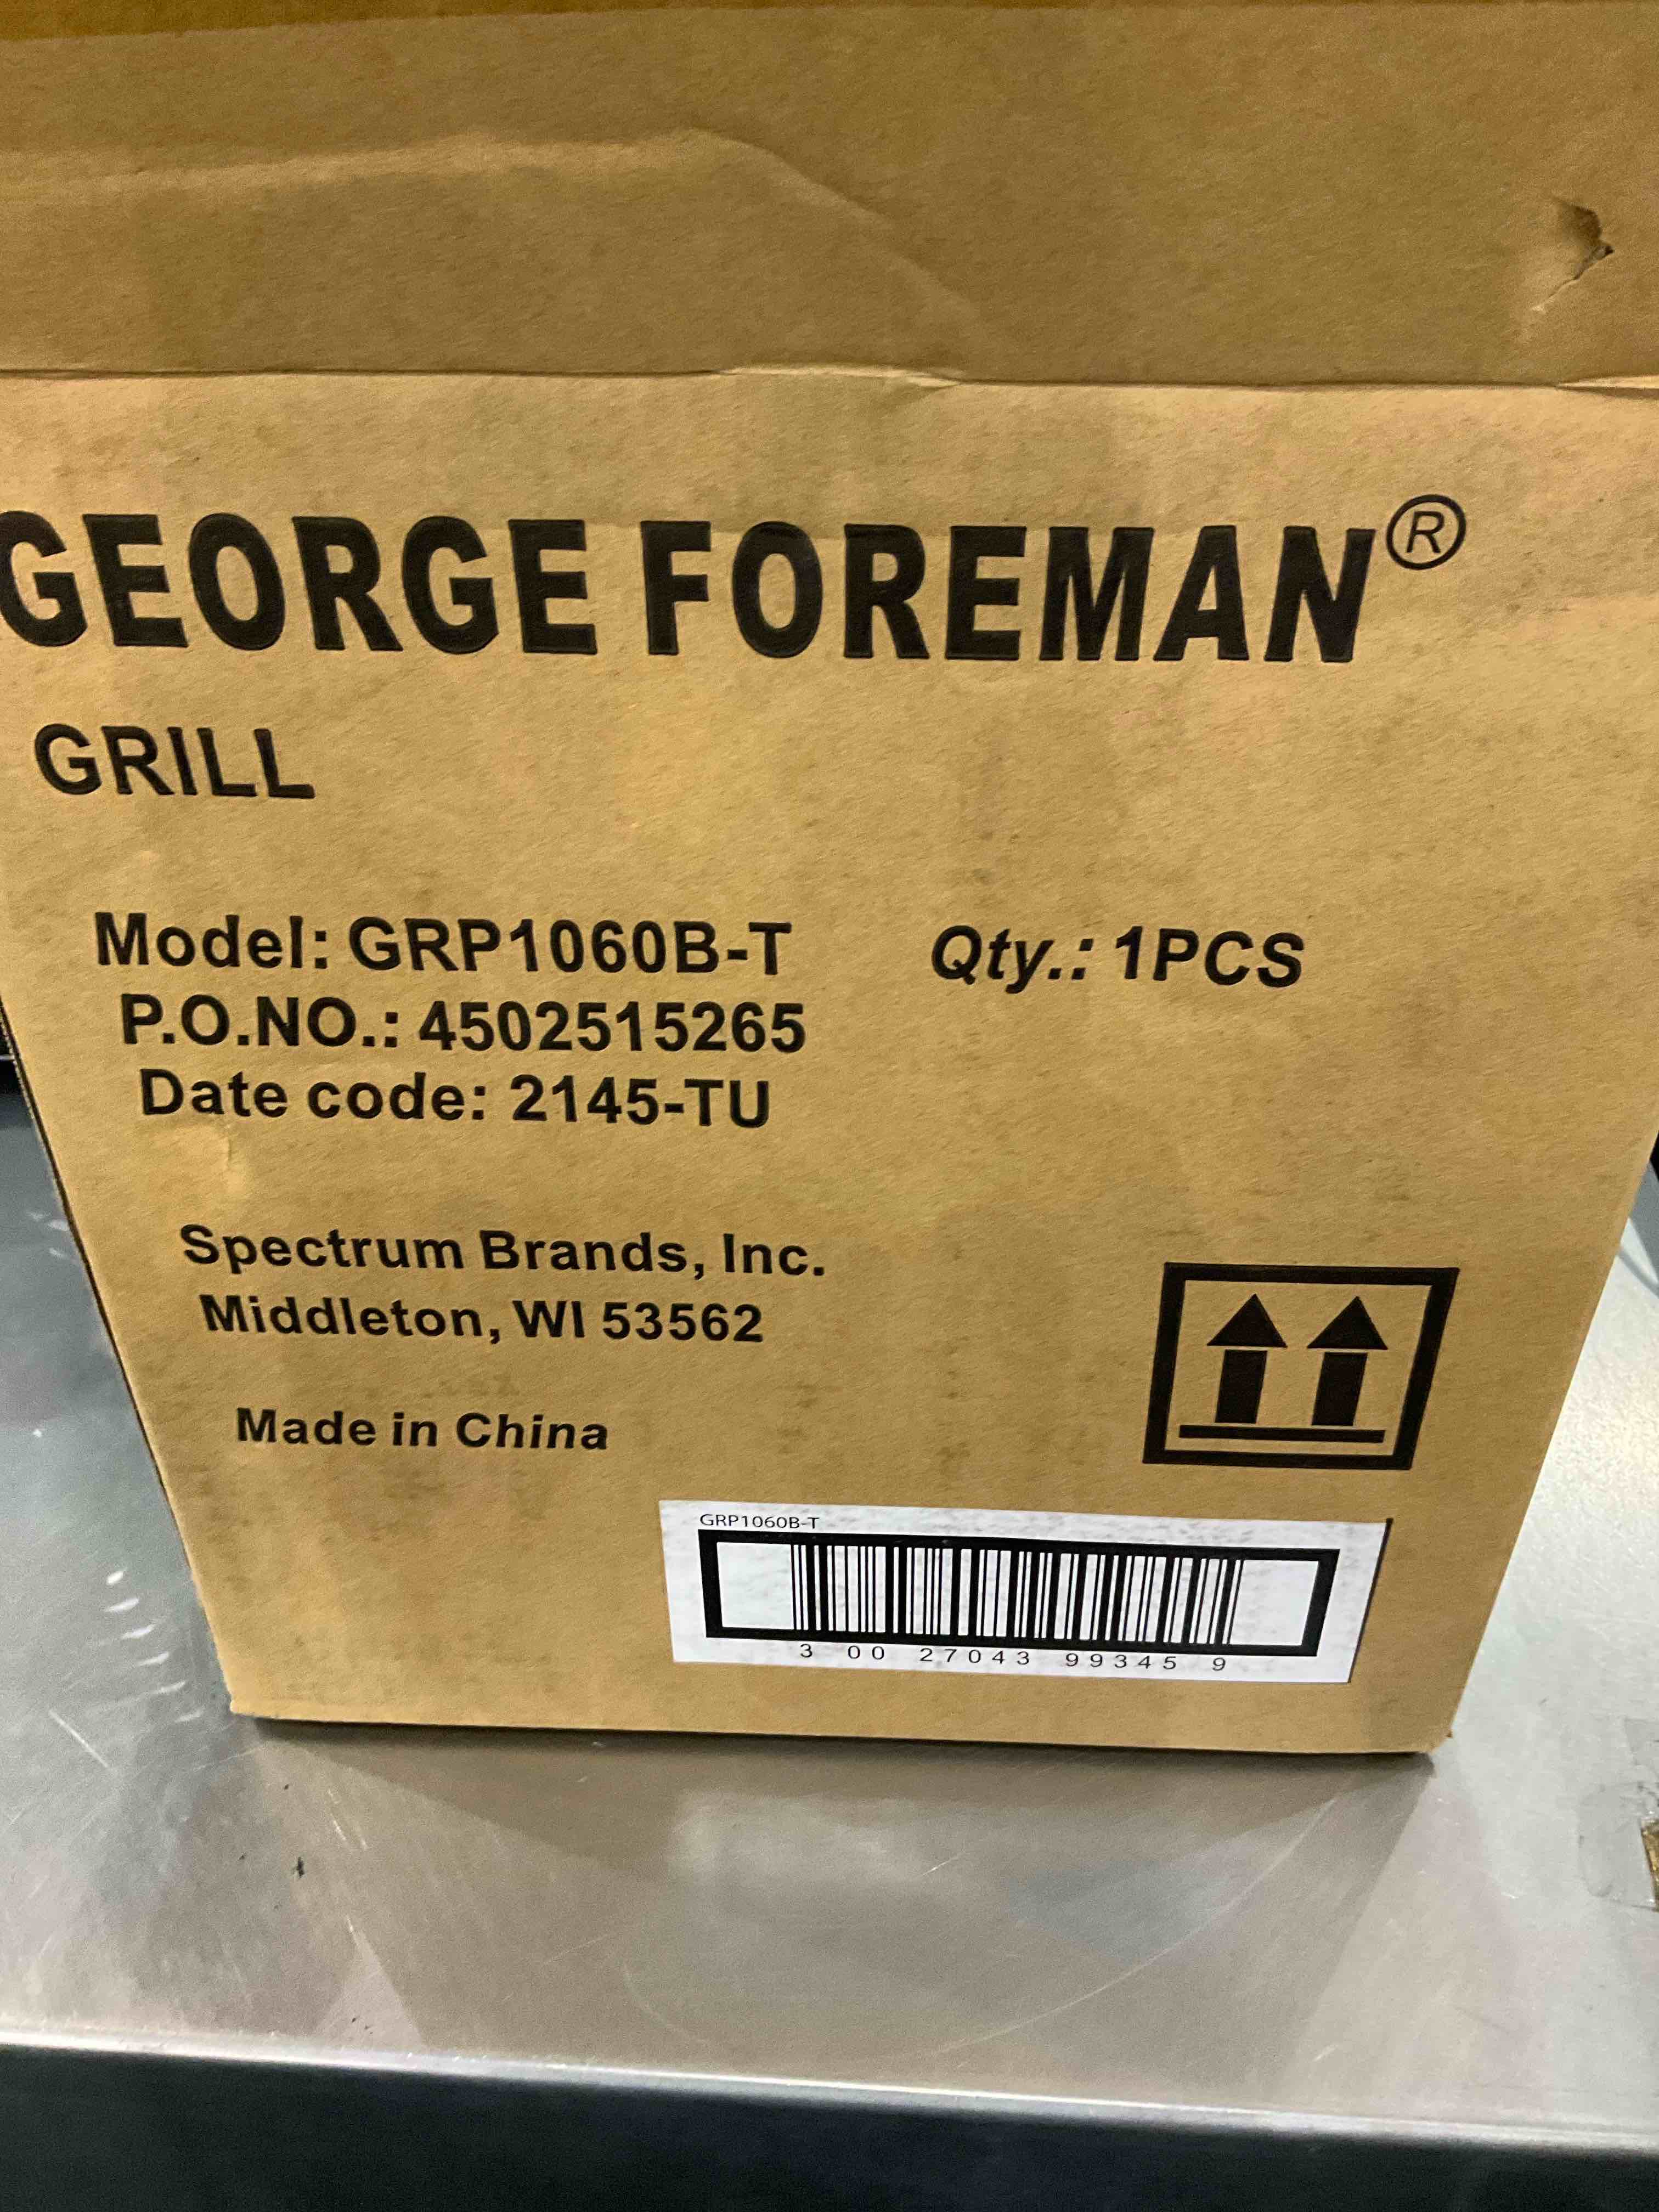 GEORGE FOREMAN®
GRILL
Model: GRP1060B-T Qty.: 1PCS
P.O.NO.: 4502515265
Date code: 2145-TU
Spectrum Brands, Inc.
Middleton, WI 53562
Made in China
GRP1060B-T
3 00 27043 99345 9